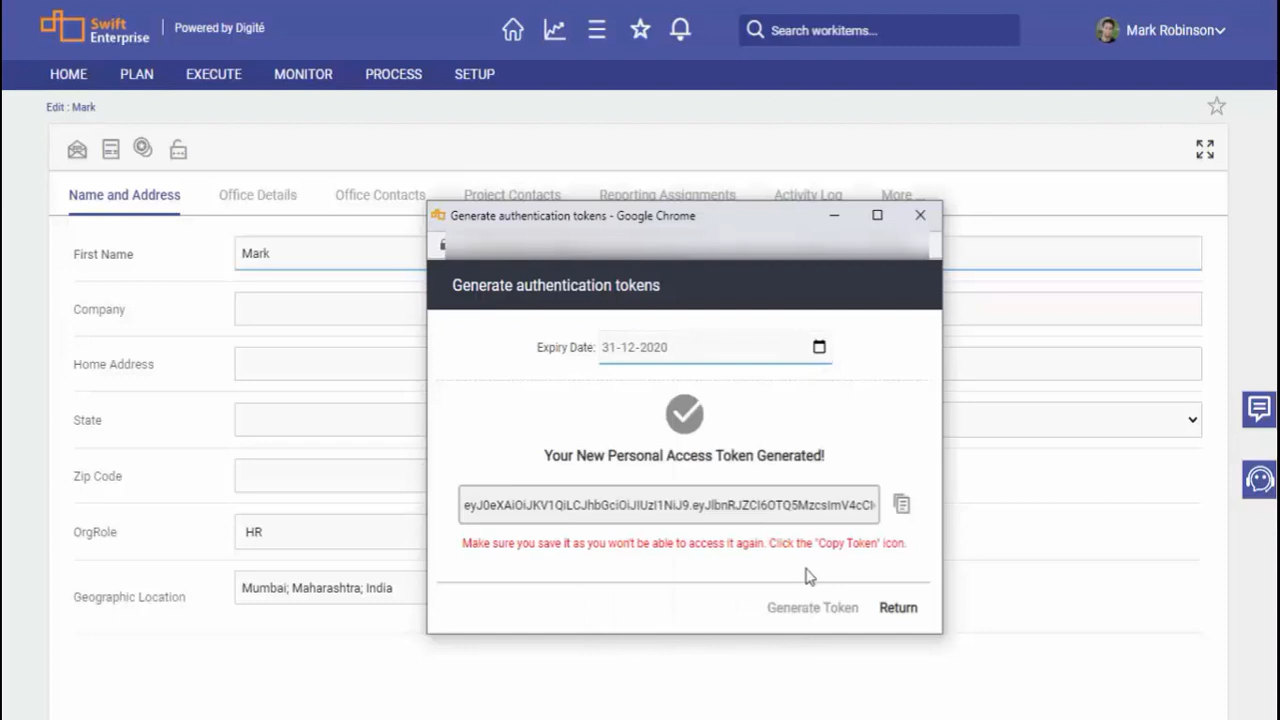 Swift
Enterprise
Powered by Digité
Search workitems...
Mark Robinson
HOME PLAN EXECUTE MONITOR PROCESS SETUP
Edit : Mark
Name and Address Office Details Office Contacts Project Contacts Reporting Assignments Activity Log More ...
First Name Mark
Company
Home Address
State
Zip Code
OrgRole HR
Geographic Location Mumbai; Maharashtra; India
Generate authentication tokens - Google Chrome
Generate authentication tokens
Expiry Date: 31-12-2020
Your New Personal Access Token Generated!
Make sure you save it as you won't be able to access it again. Click the "Copy Token" icon.
Generate Token Return